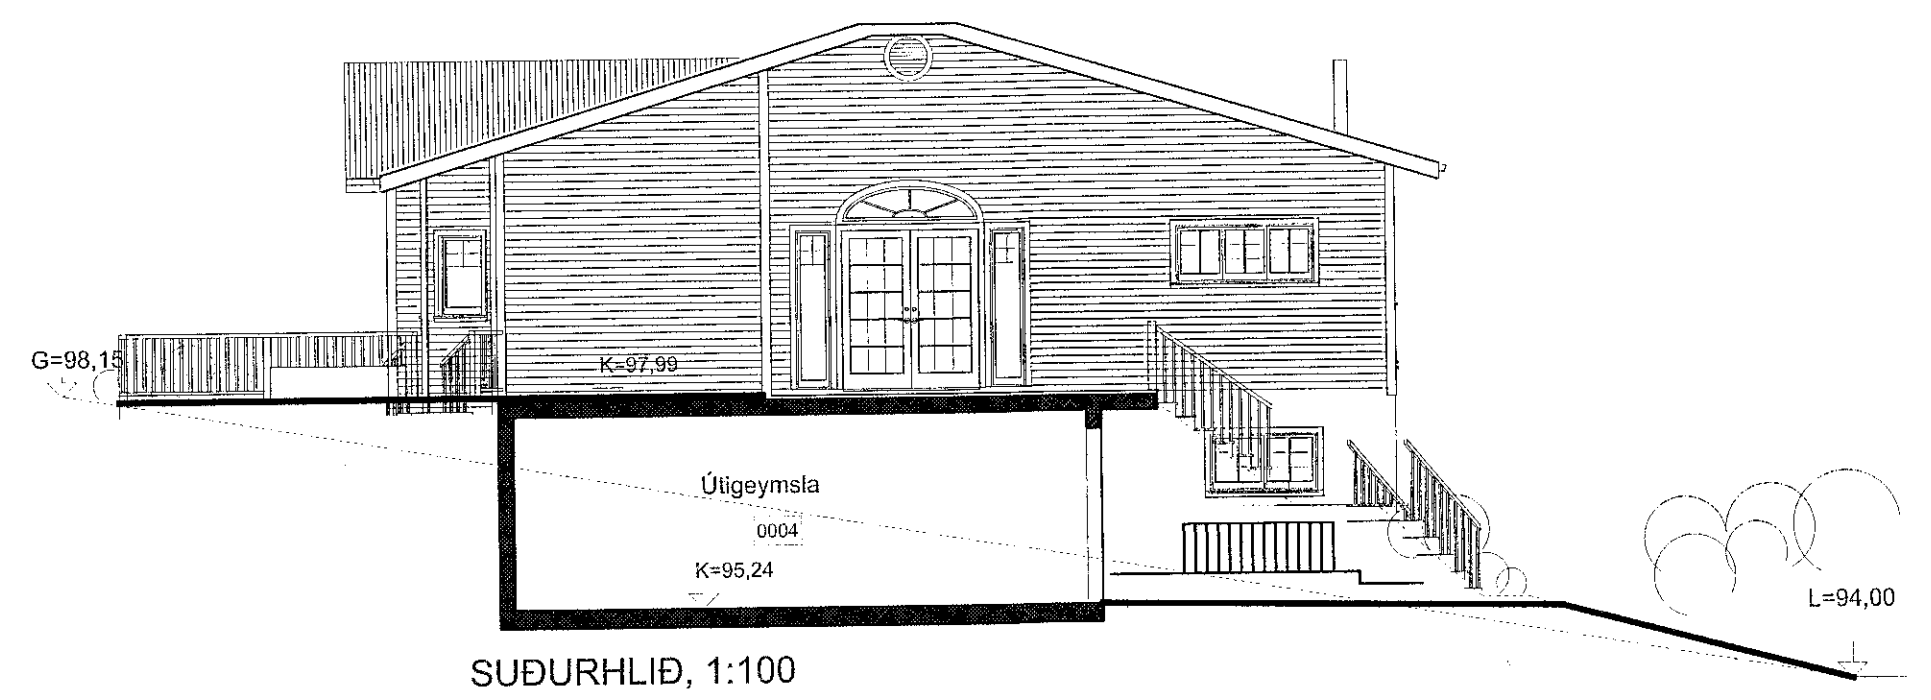 G=98,15
K=97,99
Útigeymsla
0004
K=95,24
L=94,00
SUÐURHLIÐ, 1:100